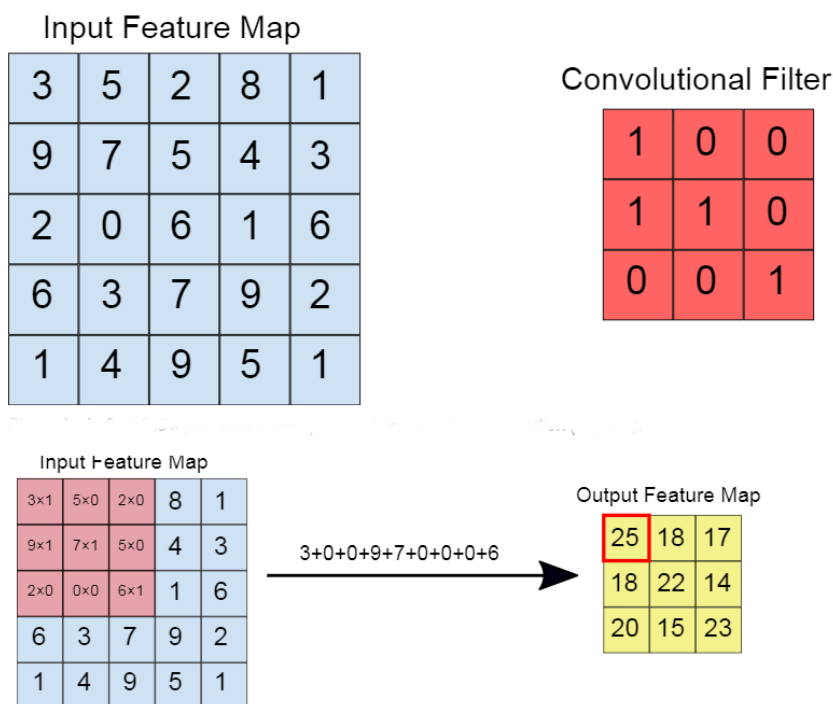 Input Feature Map
3 5 2 8 1
9 7 5 4 3
2 0 6 1 6
6 3 7 9 2
1 4 9 5 1
Convolutional Filter
1 0 0
1 1 0
0 0 1
Input Feature Map
3×1 5×0 2×0 8 1
9×1 7×1 5×0 4 3
2×0 0×0 6×1 1 6
6 3 7 9 2
1 4 9 5 1
3+0+0+9+7+0+0+0+6
Output Feature Map
25 18 17
18 22 14
20 15 23